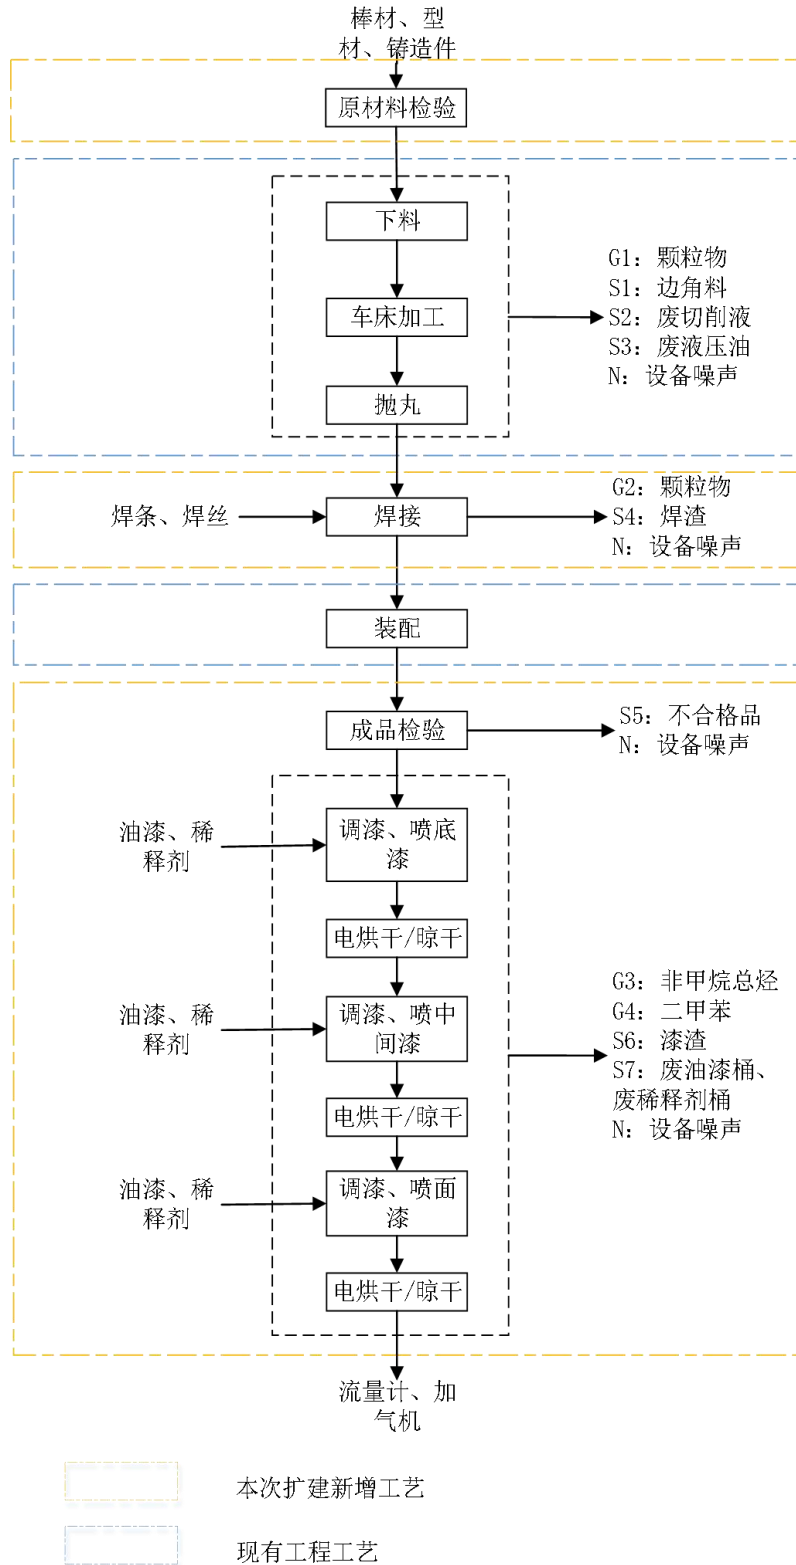 棒材、型
材、铸造件
原材料检验
下料
车床加工
抛丸
G1：颗粒物
S1：边角料
S2：废切削液
S3：废液压油
N：设备噪声
焊条、焊丝
焊接
G2：颗粒物
S4：焊渣
N：设备噪声
装配
成品检验
S5：不合格品
N：设备噪声
油漆、稀
释剂
调漆、喷底
漆
电烘干/晾干
油漆、稀
释剂
调漆、喷中
间漆
电烘干/晾干
油漆、稀
释剂
调漆、喷面
漆
电烘干/晾干
G3：非甲烷总烃
G4：二甲苯
S6：漆渣
S7：废油漆桶、
废稀释剂桶
N：设备噪声
流量计、加
气机
本次扩建新增工艺
现有工程工艺